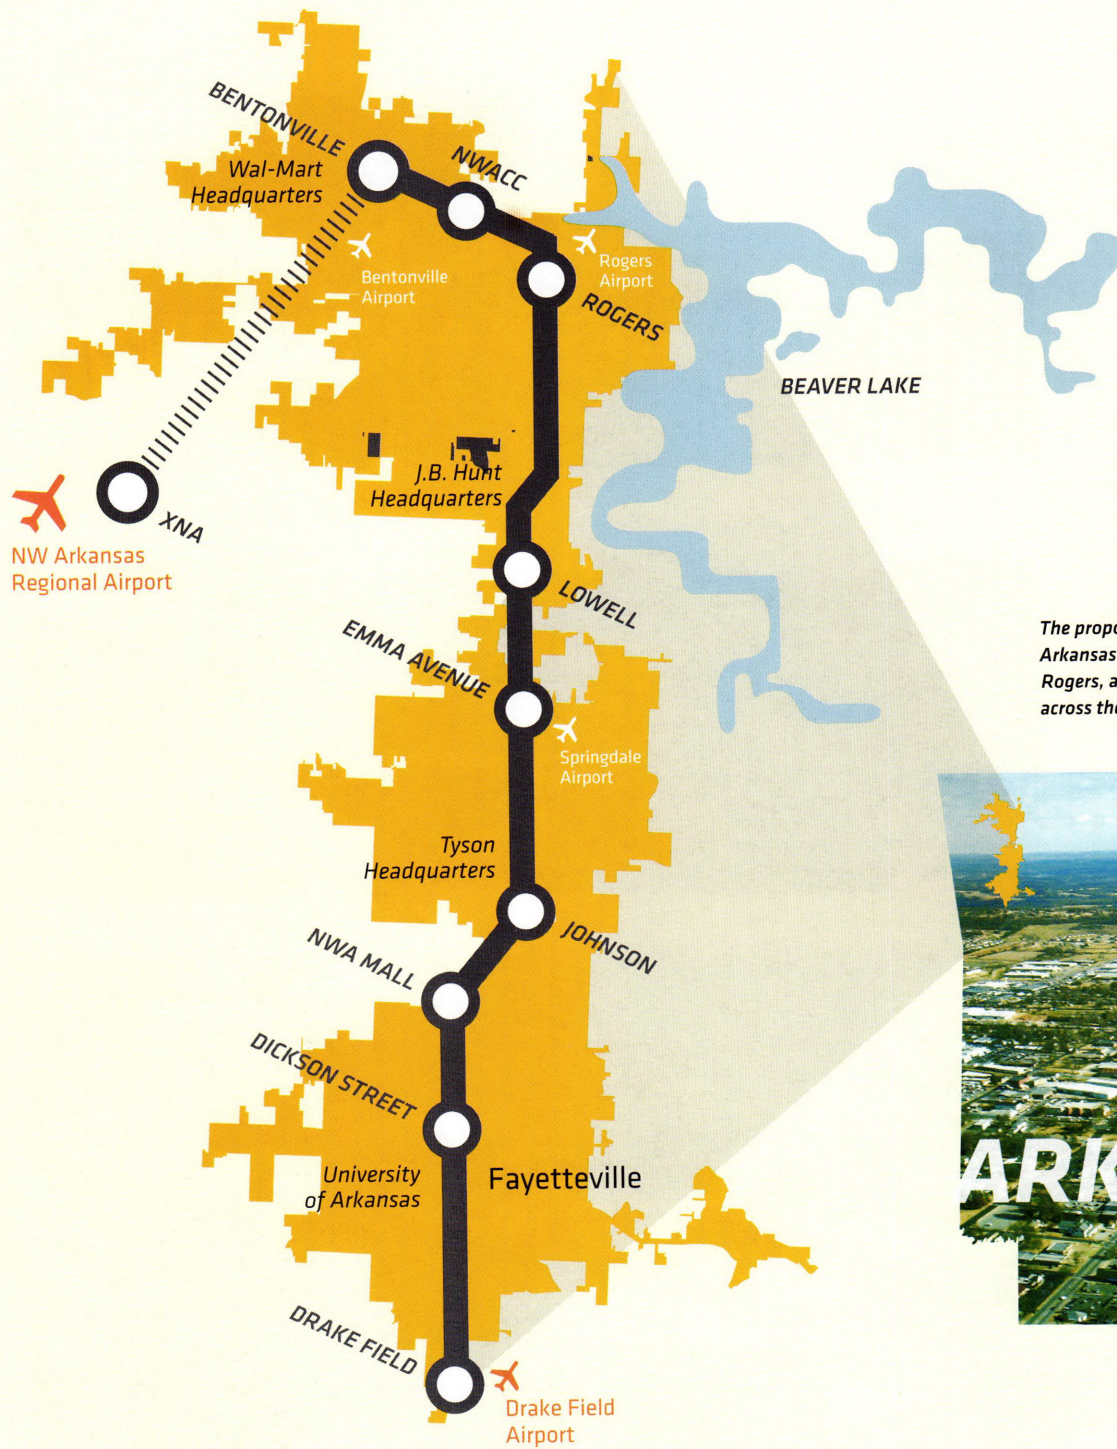 BENTONVILLE
Wal-Mart
Headquarters
NWACC
Bentonville
Airport
Rogers
Airport
ROGERS
BEAVER LAKE
J.B. Hunt
Headquarters
XNA
NW Arkansas
Regional Airport
LOWELL
EMMA AVENUE
The propo
Arkansas
Rogers, a
across the
Springdale
Airport
Tyson
Headquarters
JOHNSON
NWA MALL
DICKSON STREET
University
of Arkansas
Fayetteville
ARK
DRAKE FIELD
Drake Field
Airport